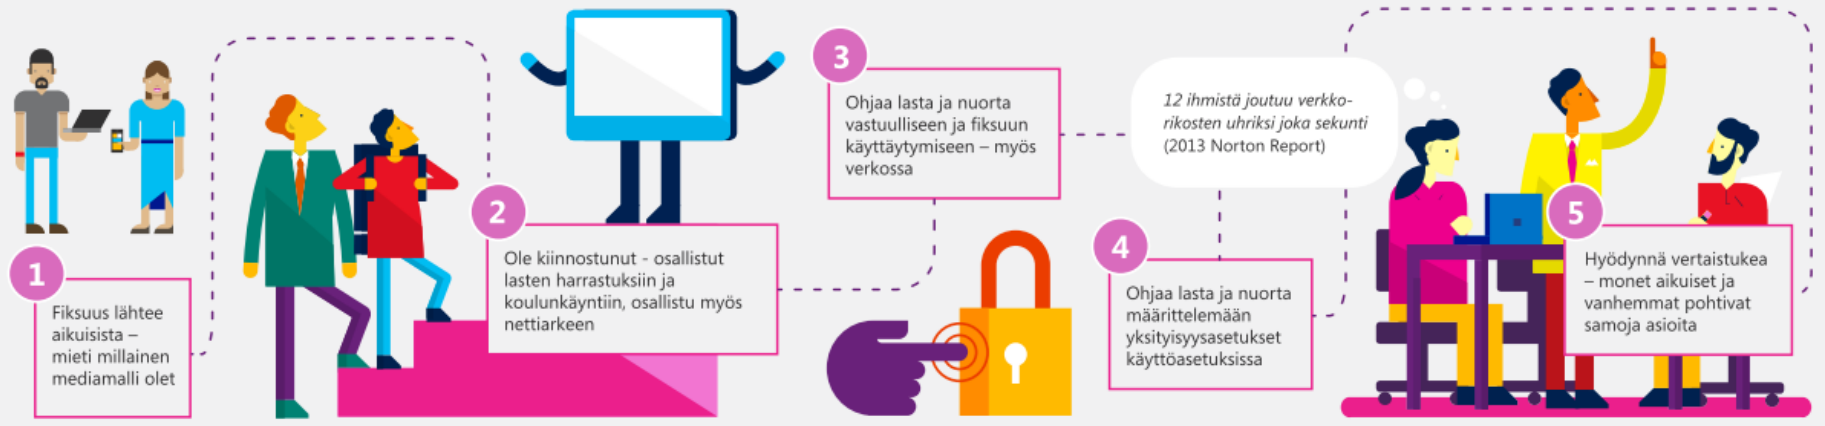 1
Fiksuus lähtee
aikuisista –
mieti millainen
mediamalli olet
2
Ole kiinnostunut - osallistut
lasten harrastuksiin ja
koulunkäyntiin, osallistu myös
nettiarkeen
3
Ohjaa lasta ja nuorta
vastuulliseen ja fiksuun
käyttäytymiseen – myös
verkossa
12 ihmistä joutuu verkko-
rikosten uhriksi joka sekunti
(2013 Norton Report)
4
Ohjaa lasta ja nuorta
määrittelemään
yksityisyysasetukset
käyttöasetuksissa
5
Hyödynnä vertaistukea
– monet aikuiset ja
vanhemmat pohtivat
samoja asioita